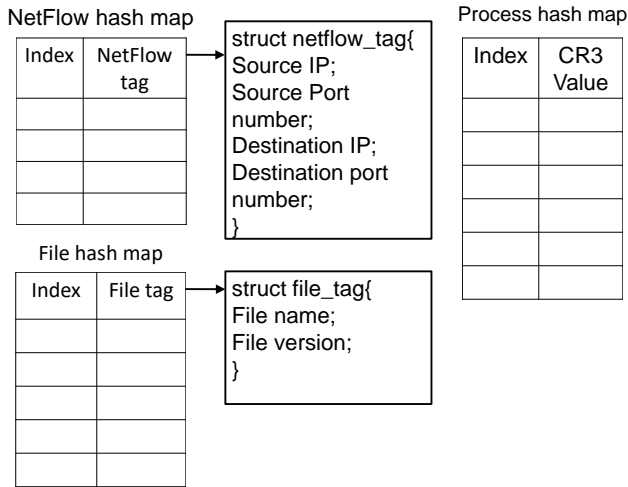 NetFlow hash map
Index
NetFlow
tag
struct netflow_tag{
Source IP;
Source Port
number;
Destination IP;
Destination port
number;
}
Process hash map
Index
CR3
Value
File hash map
Index
File tag
struct file_tag{
File name;
File version;
}